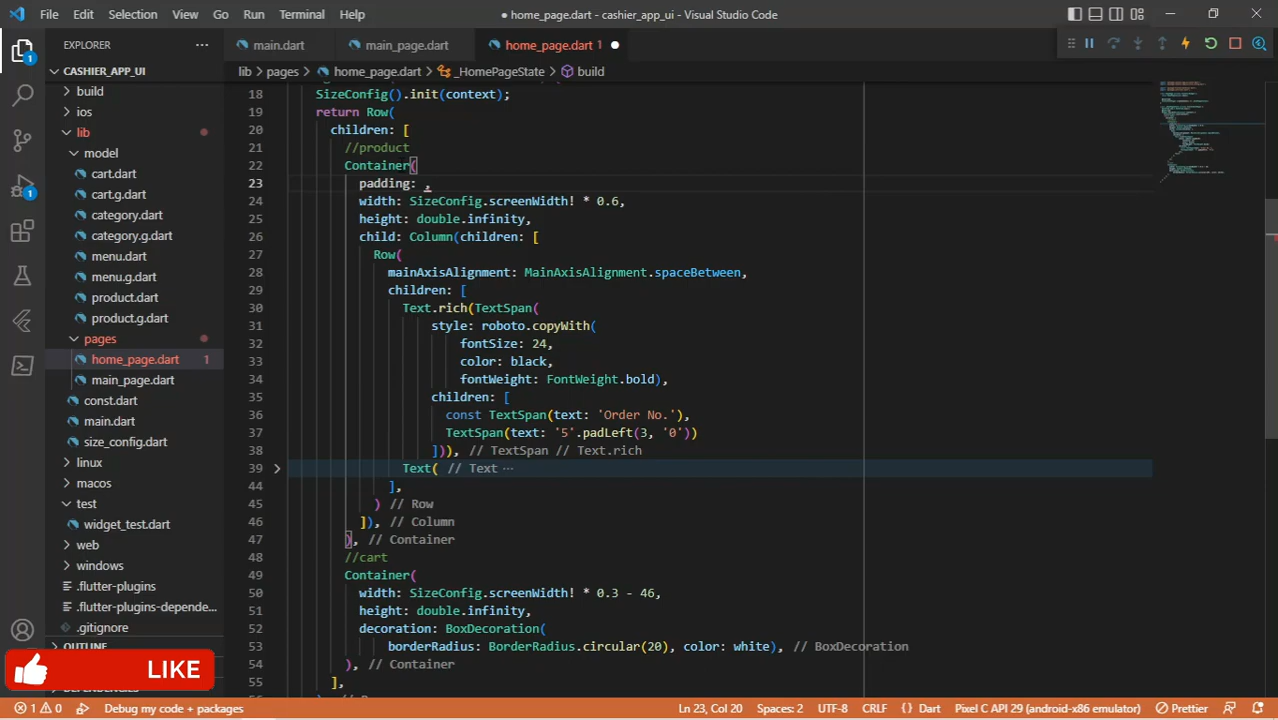 File Edit Selection View Go Run Terminal Help
● home_page.dart - cashier_app_ui - Visual Studio Code
EXPLORER
main.dart
main_page.dart
home_page.dart 1
CASHIER_APP_UI
lib > pages > home_page.dart > _HomePageState > build
1
build
ios
lib
model
cart.dart
cart.g.dart
category.dart
1
category.g.dart
menu.dart
menu.g.dart
product.dart
product.g.dart
pages
home_page.dart 1
main_page.dart
const.dart
main.dart
size_config.dart
linux
macos
test
widget_test.dart
web
windows
.flutter-plugins
.flutter-plugins-depende...
.gitignore
OUTLINE
LIKE
18 SizeConfig().init(context);
19 return Row(
20 children: [
21 //product
22 Container(
23 padding: ,
24 width: SizeConfig.screenWidth! * 0.6,
25 height: double.infinity,
26 child: Column(children: [
27 Row(
28 mainAxisAlignment: MainAxisAlignment.spaceBetween,
29 children: [
30 Text.rich(TextSpan(
31 style: roboto.copyWith(
32 fontSize: 24,
33 color: black,
34 fontWeight: FontWeight.bold),
35 children: [
36 const TextSpan(text: 'Order No.'),
37 TextSpan(text: '5'.padLeft(3, '0'))
38 ])), // TextSpan // Text.rich
39 Text( // Text ···
44 ],
45 ) // Row
46 ]), // Column
47 ), // Container
48 //cart
49 Container(
50 width: SizeConfig.screenWidth! * 0.3 - 46,
51 height: double.infinity,
52 decoration: BoxDecoration(
53 borderRadius: BorderRadius.circular(20), color: white), // BoxDecoration
54 ), // Container
55 ],
1 0 Debug my code + packages
Ln 23, Col 20 Spaces: 2 UTF-8 CRLF {} Dart Pixel C API 29 (android-x86 emulator) Prettier